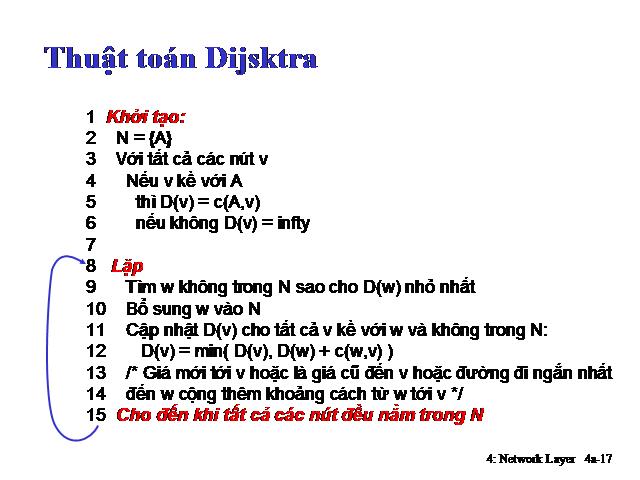 Thuật toán Dijsktra
1 Khởi tạo:
2 N = {A}
3 Với tất cả các nút v
4 Nếu v kề với A
5 thì D(v) = c(A,v)
6 nếu không D(v) = infty
7
8 Lặp
9 Tìm w không trong N sao cho D(w) nhỏ nhất
10 Bổ sung w vào N
11 Cập nhật D(v) cho tất cả v kề với w và không trong N:
12 D(v) = min( D(v), D(w) + c(w,v) )
13 /* Giá mới tới v hoặc là giá cũ đến v hoặc đường đi ngắn nhất
14 đến w cộng thêm khoảng cách từ w tới v */
15 Cho đến khi tất cả các nút đều nằm trong N
4: Network Layer 4a-17